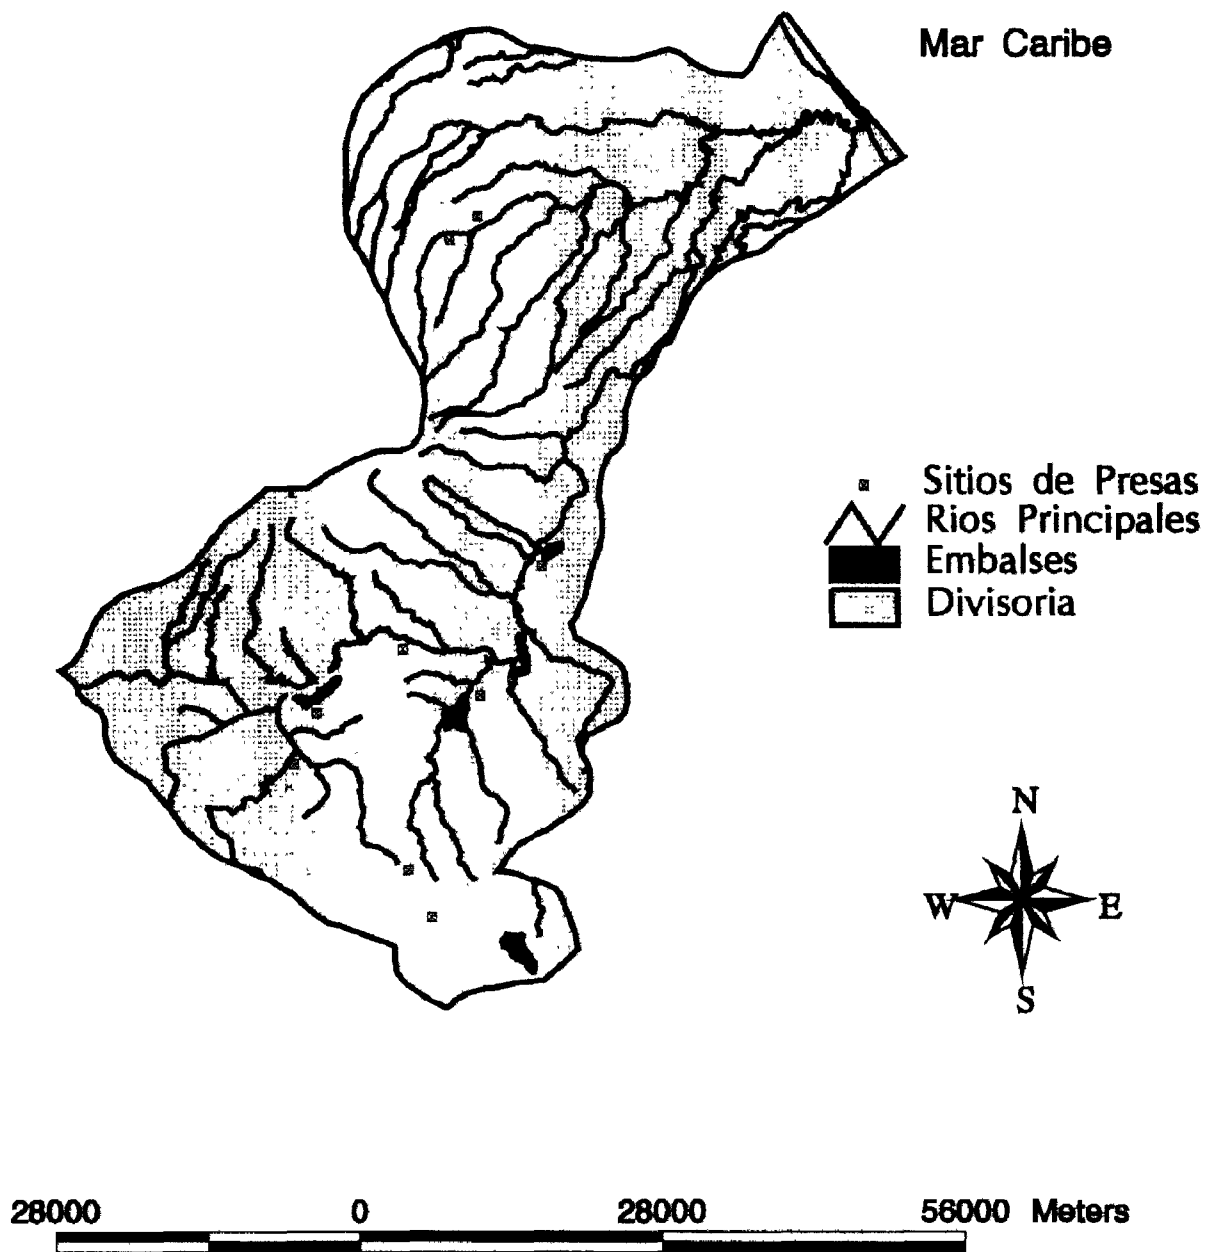 Mar Caribe
Sitios de Presas
Rios Principales
Embalses
Divisoria
N
W E
S
28000 0 28000 56000 Meters